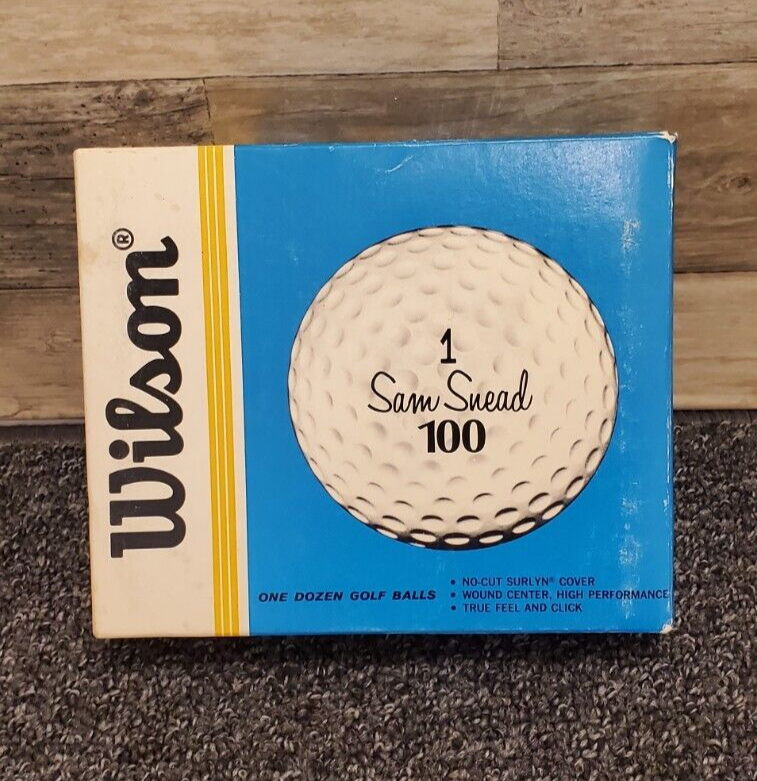 Wilson®
1
Sam Snead
100
ONE DOZEN GOLF BALLS
• NO-CUT SURLYN® COVER
• WOUND CENTER, HIGH PERFORMANCE
• TRUE FEEL AND CLICK